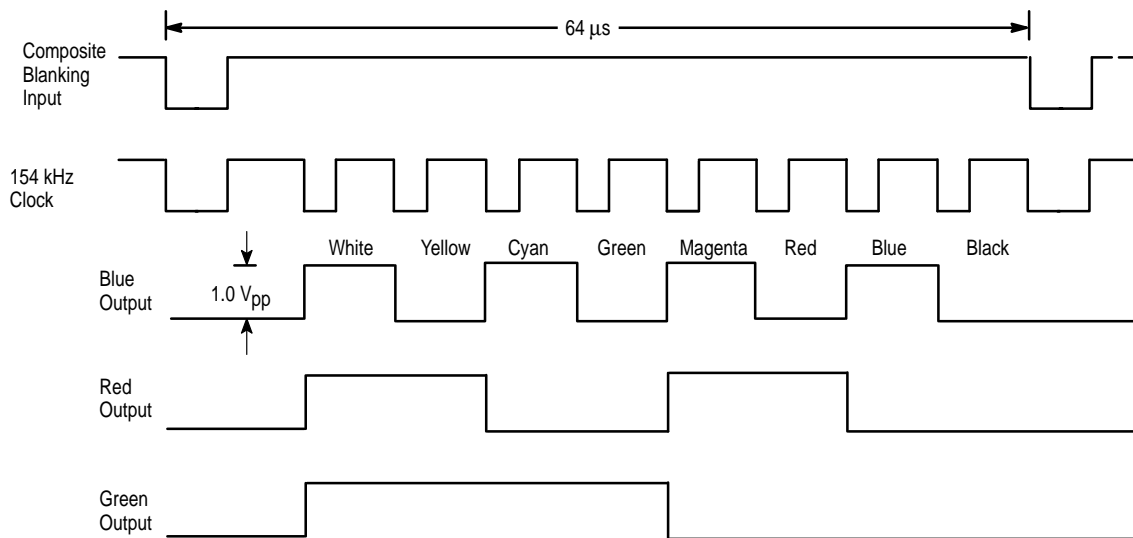 64 µs
Composite
Blanking
Input
154 kHz
Clock
White Yellow Cyan Green Magenta Red Blue Black
Blue
Output
1.0 Vpp
Red
Output
Green
Output